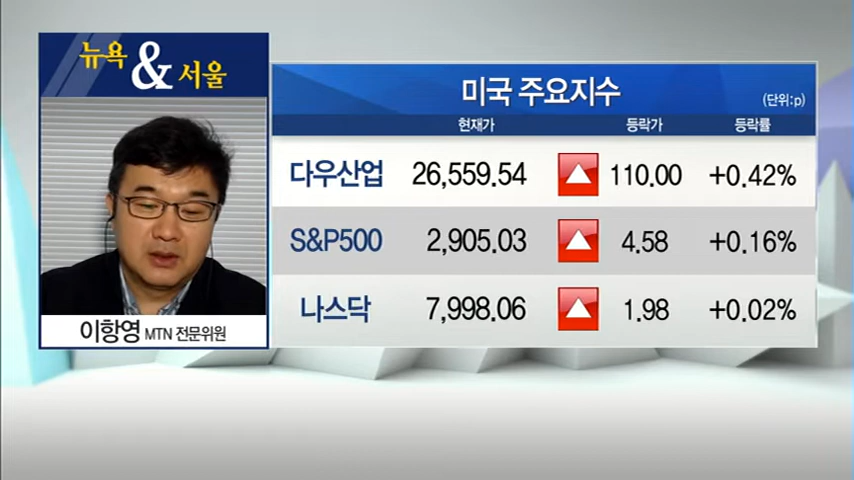 뉴욕 & 서울
이항영 MTN 전문위원
미국 주요지수
(단위:p)
현재가 등락가 등락률
다우산업 26,559.54 ▲ 110.00 +0.42%
S&P500 2,905.03 ▲ 4.58 +0.16%
나스닥 7,998.06 ▲ 1.98 +0.02%